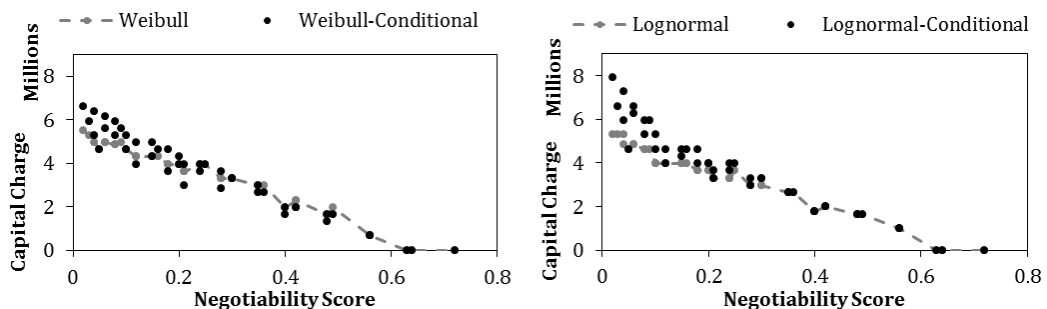 Weibull
Weibull-Conditional
Capital Charge Millions
8
6
4
2
0
0
0.2
0.4
0.6
0.8
Negotiability Score
Lognormal
Lognormal-Conditional
Capital Charge Millions
8
6
4
2
0
0
0.2
0.4
0.6
0.8
Negotiability Score